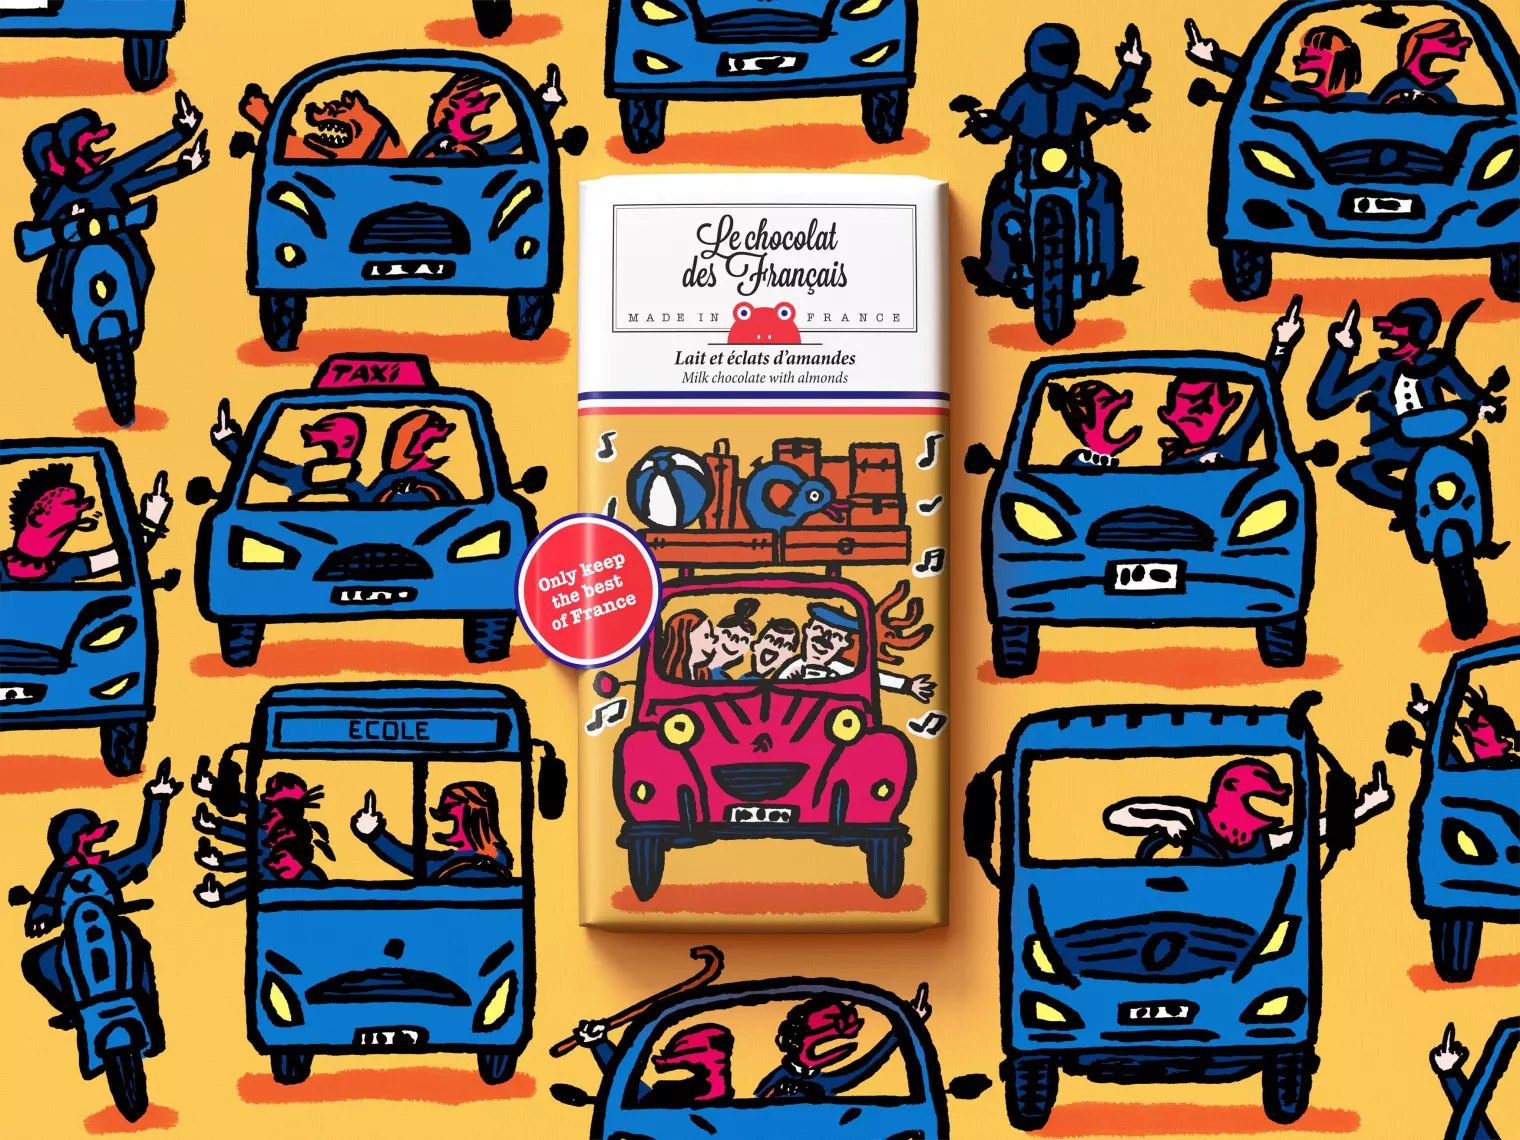 Le chocolat
des Français
MADE IN FRANCE
Lait et éclats d'amandes
Milk chocolate with almonds
TAXi
Only keep
the best
of France
ECOLE